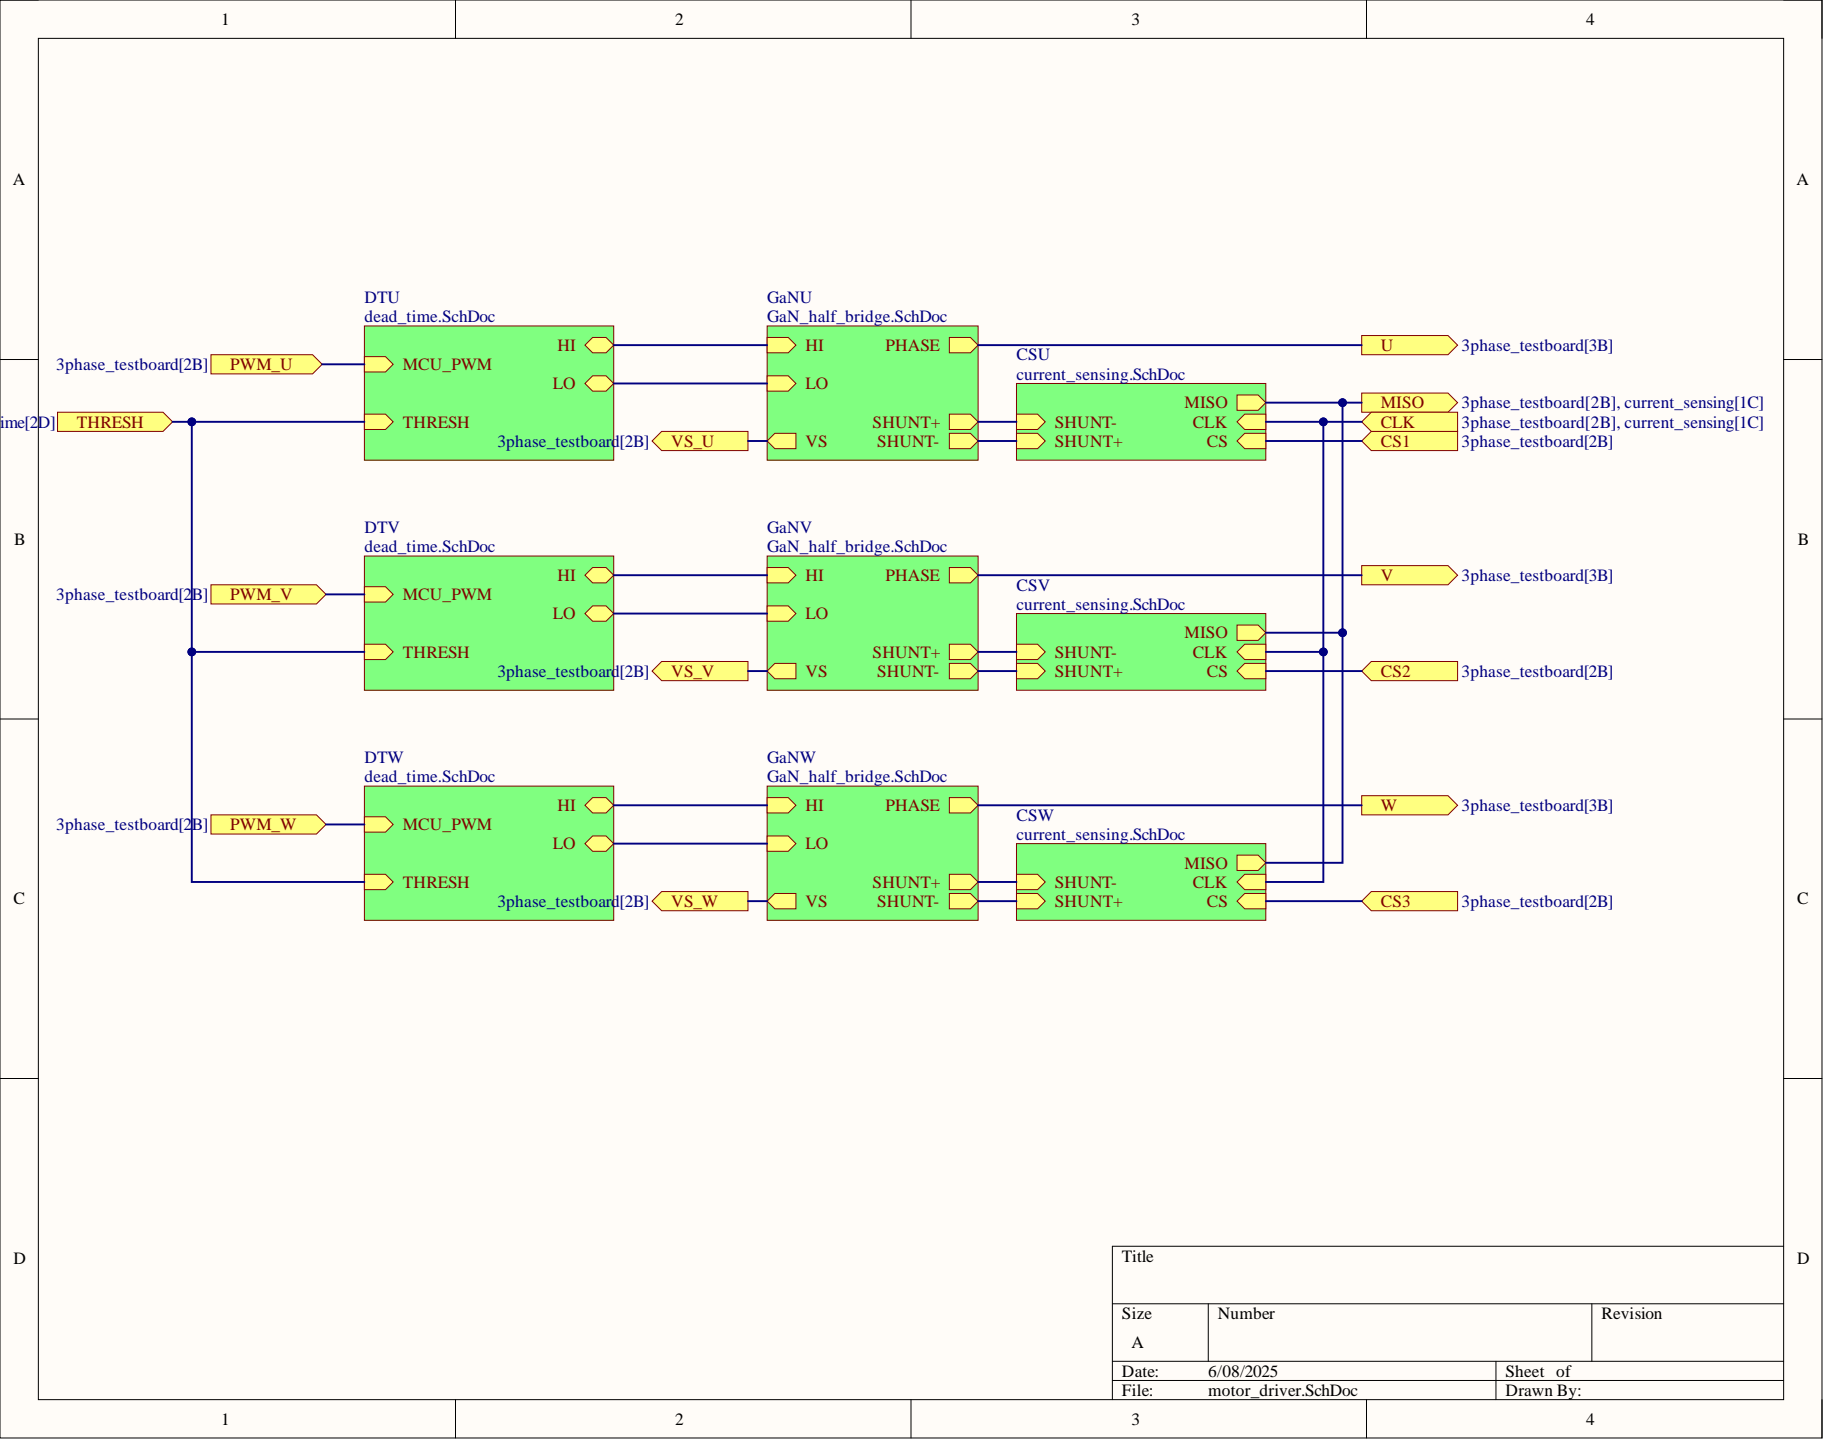 1 2 3 4
A A
DTU
dead_time.SchDoc
GaNU
GaN_half_bridge.SchDoc
HI HI PHASE U 3phase_testboard[3B]
CSU
3phase_testboard[2B] PWM_U MCU_PWM
current_sensing.SchDoc
LO LO
MISO MISO 3phase_testboard[2B], current_sensing[1C]
ime[2D] THRESH THRESH SHUNT+ SHUNT- CLK CLK 3phase_testboard[2B], current_sensing[1C]
3phase_testboard[2B] VS_U VS SHUNT- SHUNT+ CS CS1 3phase_testboard[2B]
DTV
dead_time.SchDoc
GaNV
GaN_half_bridge.SchDoc
B B
HI HI PHASE V 3phase_testboard[3B]
CSV
3phase_testboard[2B] PWM_V MCU_PWM
current_sensing.SchDoc
LO LO
MISO
THRESH SHUNT+ SHUNT- CLK
3phase_testboard[2B] VS_V VS SHUNT- SHUNT+ CS CS2 3phase_testboard[2B]
DTW
dead_time.SchDoc
GaNW
GaN_half_bridge.SchDoc
HI HI PHASE W 3phase_testboard[3B]
CSW
3phase_testboard[2B] PWM_W MCU_PWM
current_sensing.SchDoc
LO LO
MISO
THRESH SHUNT+ SHUNT- CLK
C C
3phase_testboard[2B] VS_W VS SHUNT- SHUNT+ CS CS3 3phase_testboard[2B]
D D
Title
Size Number Revision
A
Date: 6/08/2025 Sheet of
File: motor_driver.SchDoc Drawn By:
1 2 3 4